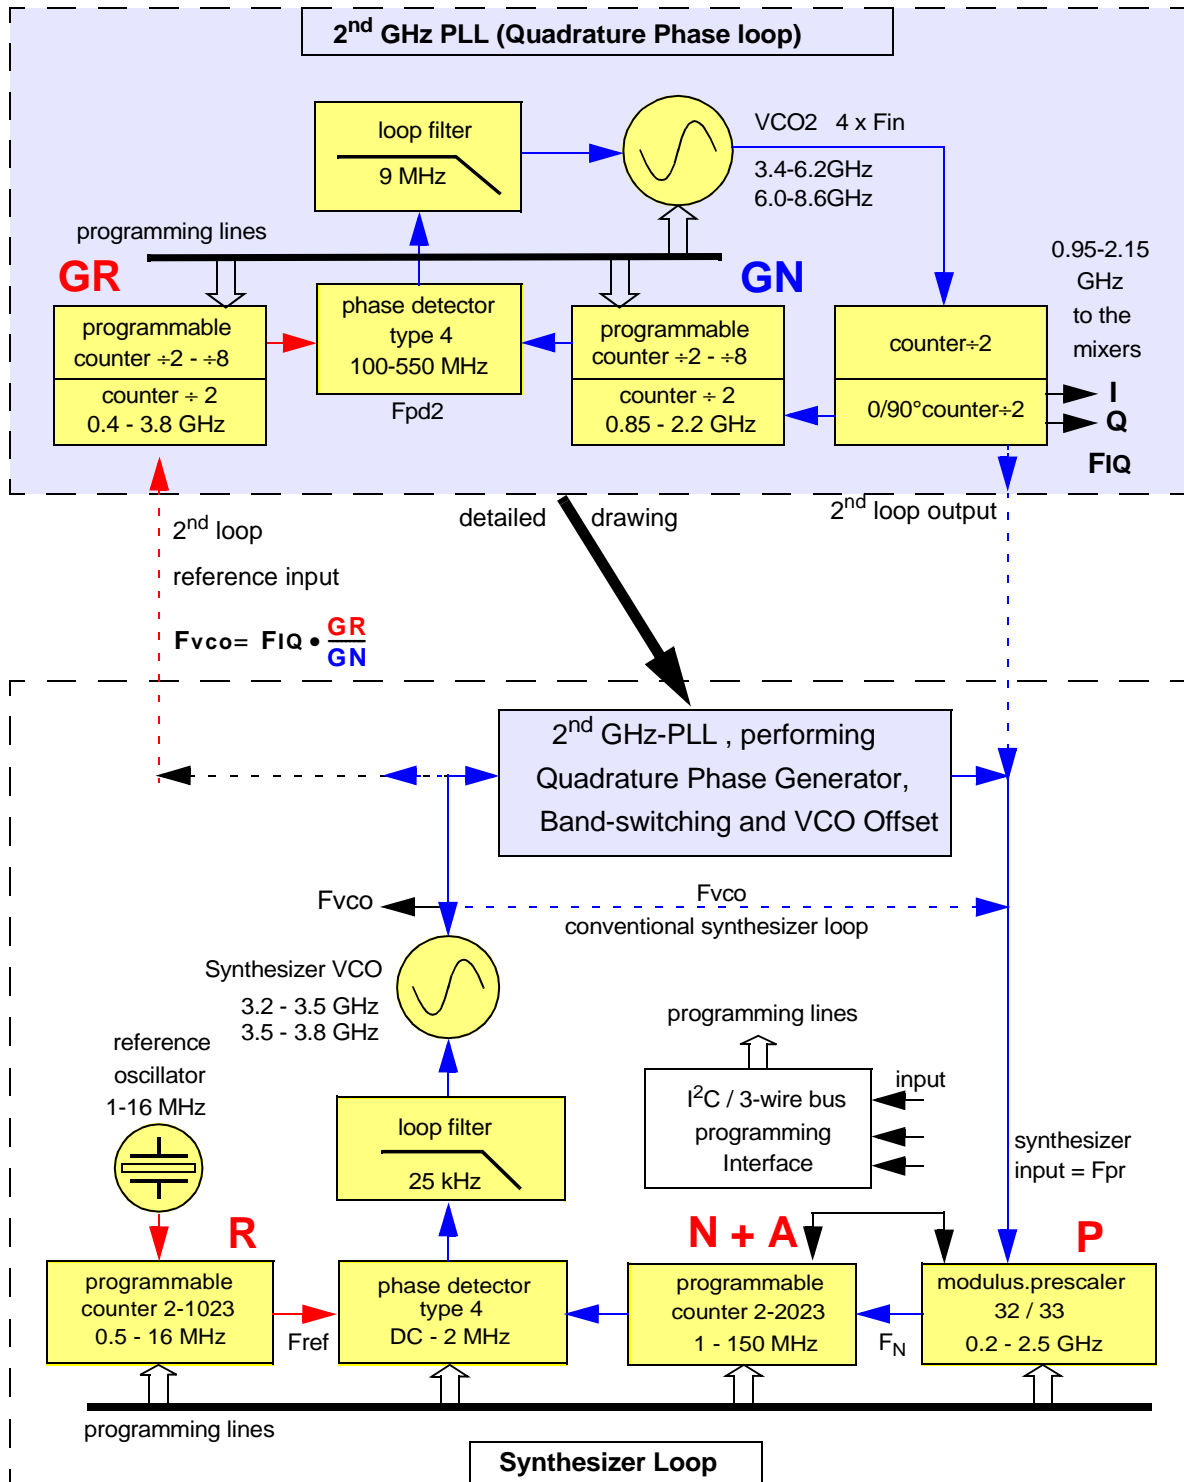 2nd GHz PLL (Quadrature Phase loop)
loop filter
9 MHz
VCO2 4 x Fin
3.4-6.2GHz
6.0-8.6GHz
programming lines
GR
GN
0.95-2.15
GHz
to the
mixers
programmable
counter ÷2 - ÷8
counter ÷ 2
0.4 - 3.8 GHz
phase detector
type 4
100-550 MHz
Fpd2
programmable
counter ÷2 - ÷8
counter ÷ 2
0.85 - 2.2 GHz
counter÷2
0/90°counter÷2
I
Q
FIQ
2nd loop
reference input
detailed drawing
2nd loop output
Fvco= FIQ • GR
GN
2nd GHz-PLL , performing
Quadrature Phase Generator,
Band-switching and VCO Offset
Fvco
Fvco
conventional synthesizer loop
Synthesizer VCO
3.2 - 3.5 GHz
3.5 - 3.8 GHz
reference
oscillator
1-16 MHz
programming lines
I2C / 3-wire bus
programming
Interface
input
loop filter
25 kHz
synthesizer
input = Fpr
R
N + A
P
programmable
counter 2-1023
0.5 - 16 MHz
Fref
phase detector
type 4
DC - 2 MHz
programmable
counter 2-2023
1 - 150 MHz
FN
modulus.prescaler
32 / 33
0.2 - 2.5 GHz
programming lines
Synthesizer Loop